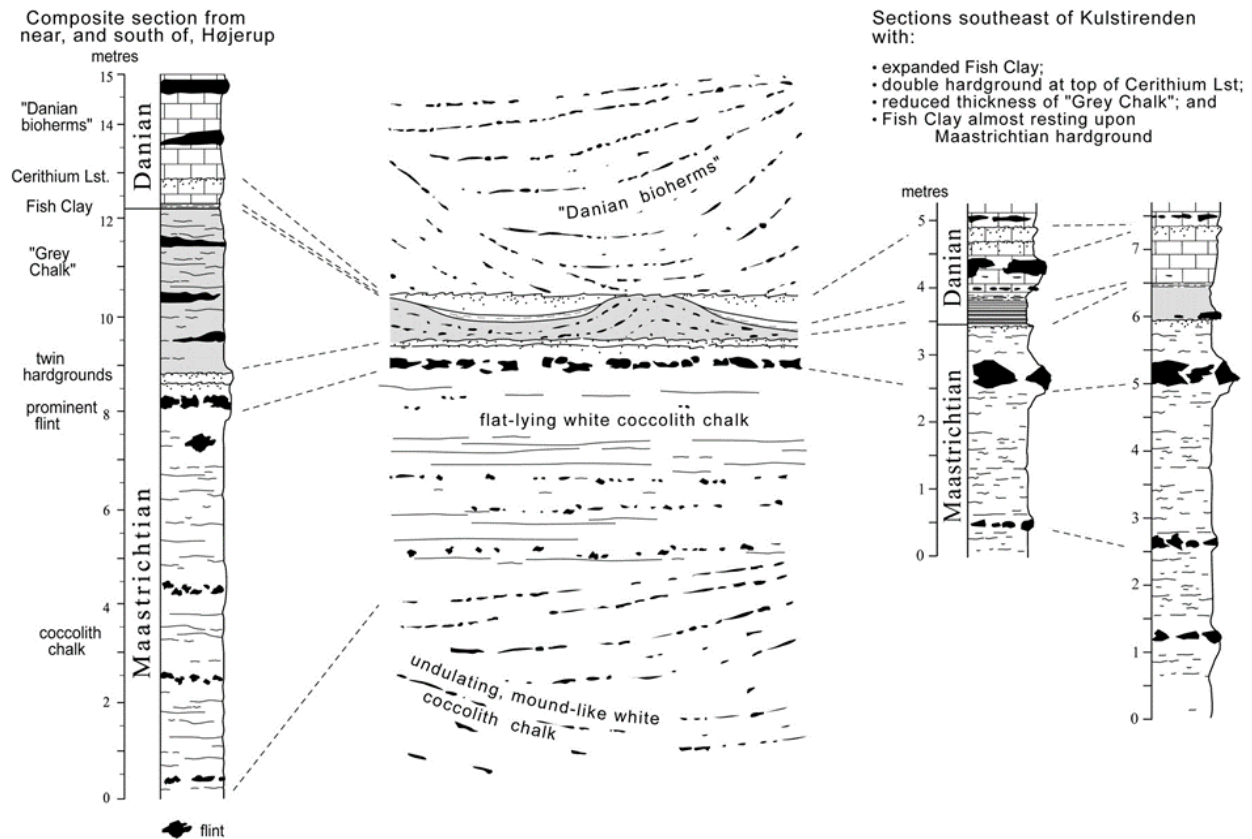 Composite section from
near, and south of, Højerup
metres
15
14
12
10
8
6
4
2
0
"Danian
bioherms"
Cerithium Lst.
Fish Clay
"Grey
Chalk"
twin
hardgrounds
prominent
flint
coccolith
chalk
Danian
Maastrichtian
flint
"Danian bioherms"
flat-lying white coccolith chalk
undulating, mound-like white
coccolith chalk
Sections southeast of Kulstirenden
with:
• expanded Fish Clay;
• double hardground at top of Cerithium Lst;
• reduced thickness of "Grey Chalk"; and
• Fish Clay almost resting upon
Maastrichtian hardground
metres
5
4
3
2
1
0
Danian
Maastrichtian
metres
7
6
5
4
3
2
1
0